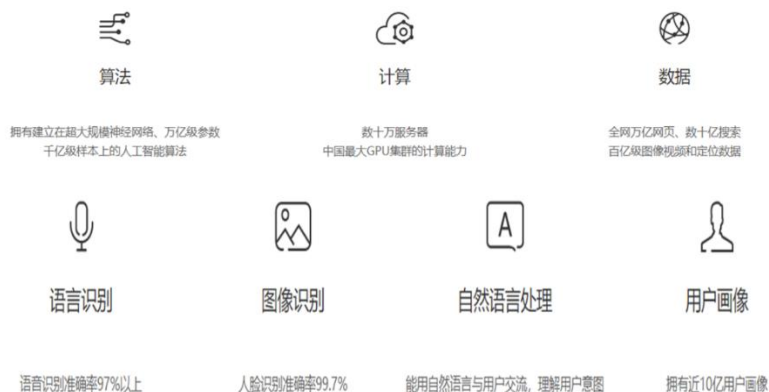 算法
计算
数据
拥有建立在超大规模神经网络、万亿级参数
千亿级样本上的人工智能算法
数十万服务器
中国最大GPU集群的计算能力
全网万亿网页、数十亿搜索
百亿级图像视频和定位数据
A
语言识别
图像识别
自然语言处理
用户画像
语音识别准确率97%以上
人脸识别准确率99.7%
能用自然语言与用户交流，理解用户意图
拥有近10亿用户画像